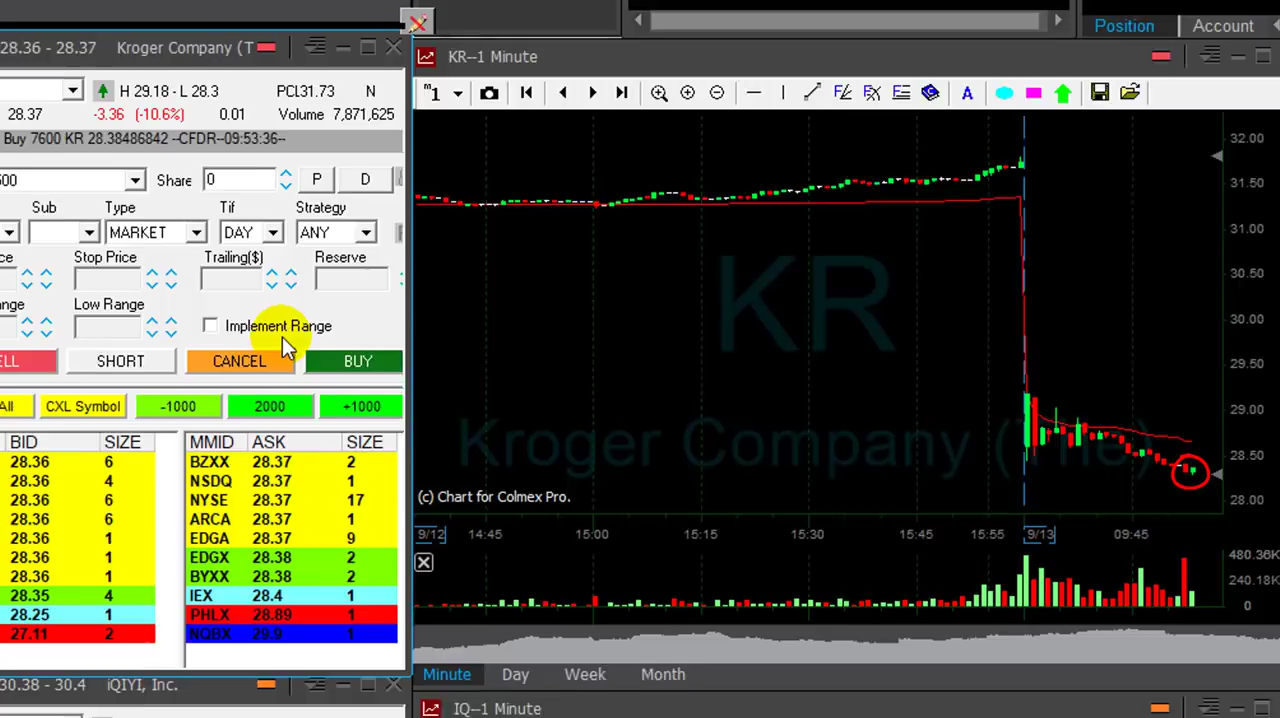 Position Account
28.36 - 28.37 Kroger Company (T
KR--1 Minute
H 29.18 - L 28.3 PCL31.73 N
28.37 -3.36 (-10.6%) 0.01 Volume 7,871,625
Buy 7600 KR 28.38486842 --CFDR--09:53:36--
Share 0 P D
Sub Type Tif Strategy
MARKET DAY ANY
Stop Price Trailing($) Reserve
Low Range
Implement Range
SHORT CANCEL BUY
All CXL Symbol -1000 2000 +1000
BID SIZE MMID ASK SIZE
28.36 6 BZXX 28.37 2
28.36 4 NSDQ 28.37 1
28.36 6 NYSE 28.37 17
28.36 6 ARCA 28.37 1
28.36 1 EDGA 28.37 9
28.36 1 EDGX 28.38 2
28.36 1 BYXX 28.38 2
28.35 4 IEX 28.4 1
28.25 1 PHLX 28.89 1
27.11 2 NQBX 29.9 1
m1
A
32.00
31.50
31.00
30.50
30.00
29.50
29.00
28.50
28.00
KR
Kroger Company (The)
(c) Chart for Colmex Pro.
9/12 14:45 15:00 15:15 15:30 15:45 15:55 9/13 09:45
480.36K
240.18K
0
Minute Day Week Month
30.38 - 30.4 iQIYI, Inc.
IQ--1 Minute